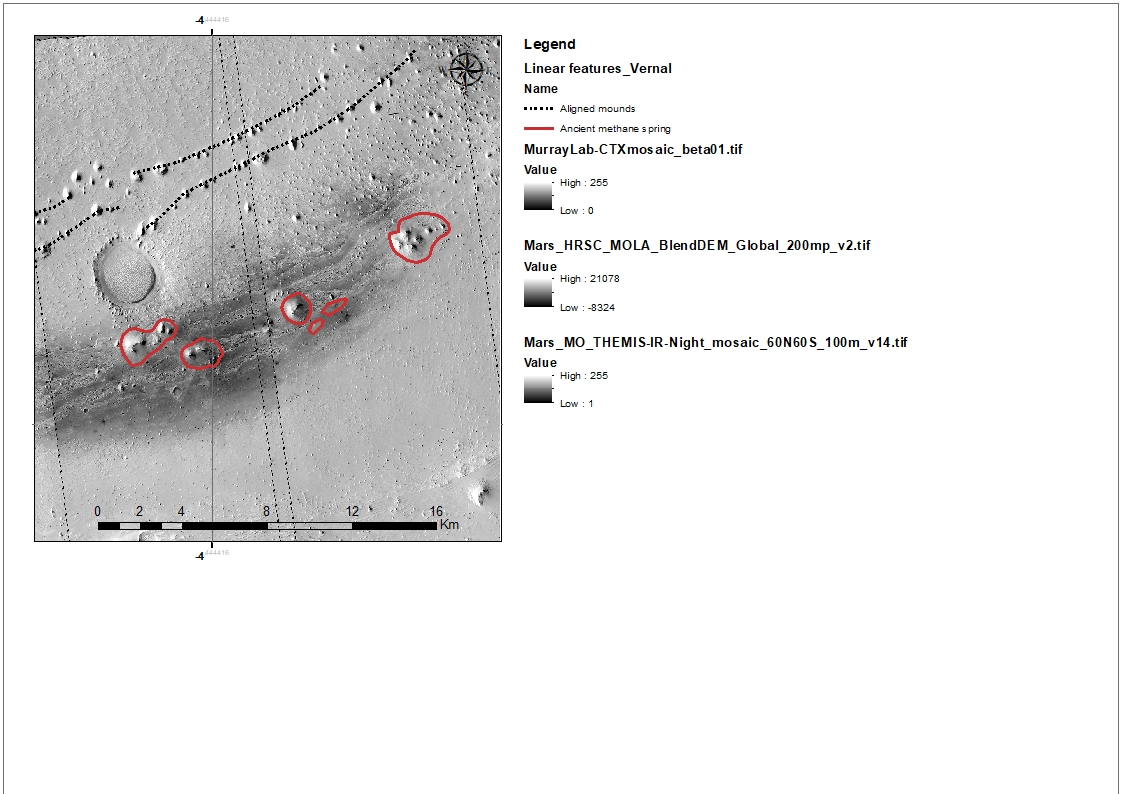 -4 444416
0 2 4 8 12 16
Km
-4 444416
Legend
Linear features_Vernal
Name
Aligned mounds
Ancient methane spring
MurrayLab-CTXmosaic_beta01.tif
Value
High : 255
Low : 0
Mars_HRSC_MOLA_BlendDEM_Global_200mp_v2.tif
Value
High : 21078
Low : -8324
Mars_MO_THEMIS-IR-Night_mosaic_60N60S_100m_v14.tif
Value
High : 255
Low : 1